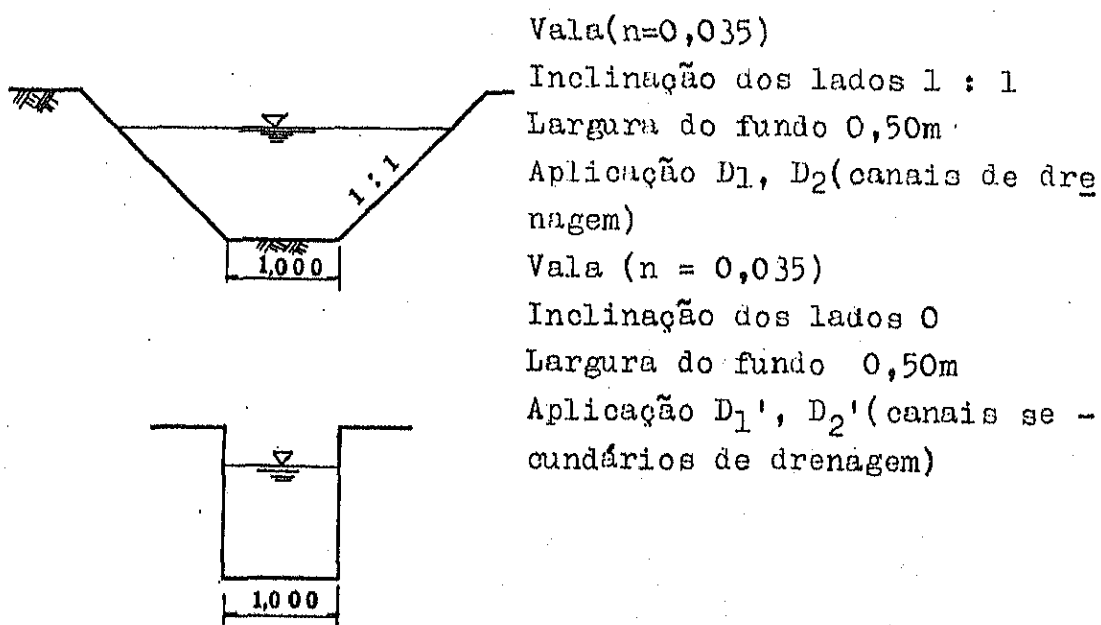 Vala(n=0,035)
Inclinação dos lados 1 : 1
Largura do fundo 0,50m
Aplicação D1, D2(canais de dre
nagem)
Vala (n = 0,035)
Inclinação dos lados 0
Largura do fundo 0,50m
Aplicação D1', D2'(canais se -
cundários de drenagem)
1 : 1
1,000
1,000